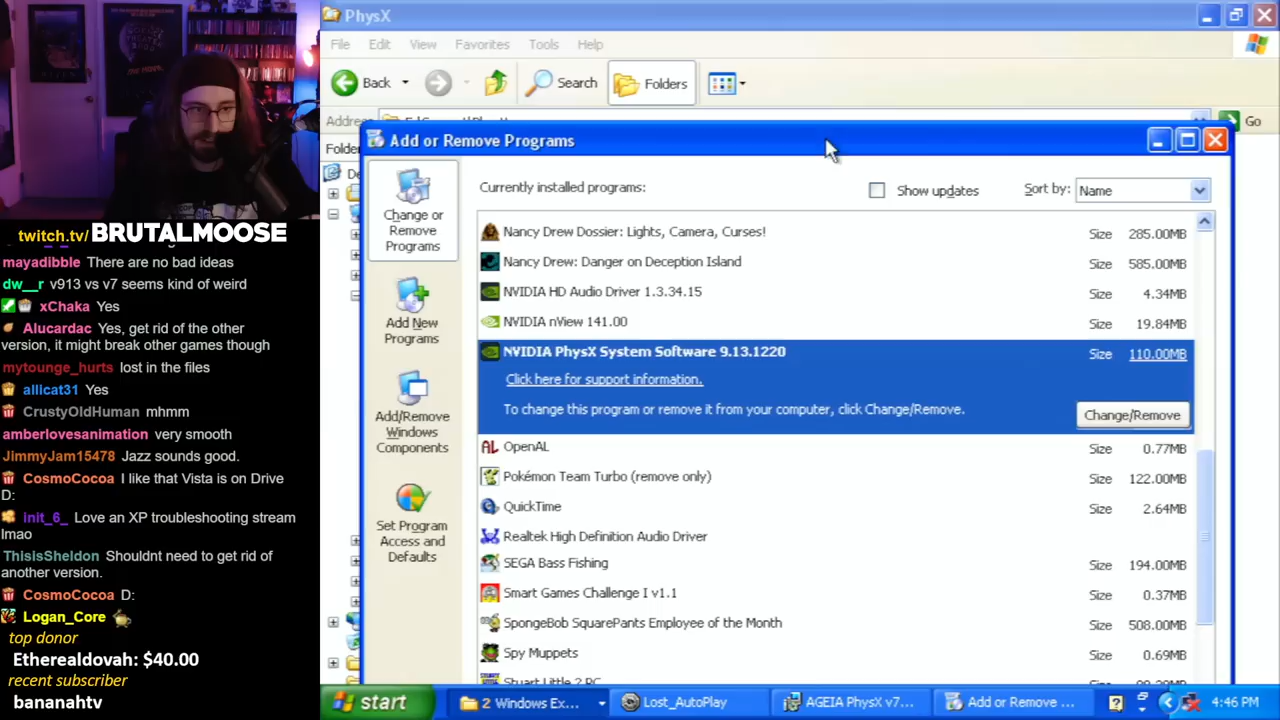 twitch.tv/BRUTALMOOSE
mayadibble There are no bad ideas
dw__r v913 vs v7 seems kind of weird
xChaka Yes
Alucardac Yes, get rid of the other
version, it might break other games though
mytounge_hurts lost in the files
allicat31 Yes
CrustyOldHuman mhmm
amberlovesanimation very smooth
JimmyJam15478 Jazz sounds good.
CosmoCocoa I like that Vista is on Drive
D:
init_6_ Love an XP troubleshooting stream
lmao
ThisisSheldon Shouldnt need to get rid of
another version.
CosmoCocoa D:
Logan_Core
top donor
Etherealdovah: $40.00
recent subscriber
bananahtv
PhysX
File Edit View Favorites Tools Help
Back Search Folders
Address Go
Folders
Add or Remove Programs
Change or
Remove
Programs
Add New
Programs
Add/Remove
Windows
Components
Set Program
Access and
Defaults
Currently installed programs: Show updates Sort by: Name
Nancy Drew Dossier: Lights, Camera, Curses! Size 285.00MB
Nancy Drew: Danger on Deception Island Size 585.00MB
NVIDIA HD Audio Driver 1.3.34.15 Size 4.34MB
NVIDIA nView 141.00 Size 19.84MB
NVIDIA PhysX System Software 9.13.1220 Size 110.00MB
Click here for support information.
To change this program or remove it from your computer, click Change/Remove. Change/Remove
OpenAL Size 0.77MB
Pokémon Team Turbo (remove only) Size 122.00MB
QuickTime Size 2.64MB
Realtek High Definition Audio Driver
SEGA Bass Fishing Size 194.00MB
Smart Games Challenge I v1.1 Size 0.37MB
SpongeBob SquarePants Employee of the Month Size 508.00MB
Spy Muppets Size 0.69MB
Stuart Little 2 PC
start 2 Windows Ex... Lost_AutoPlay AGEIA PhysX v7... Add or Remove ... 4:46 PM